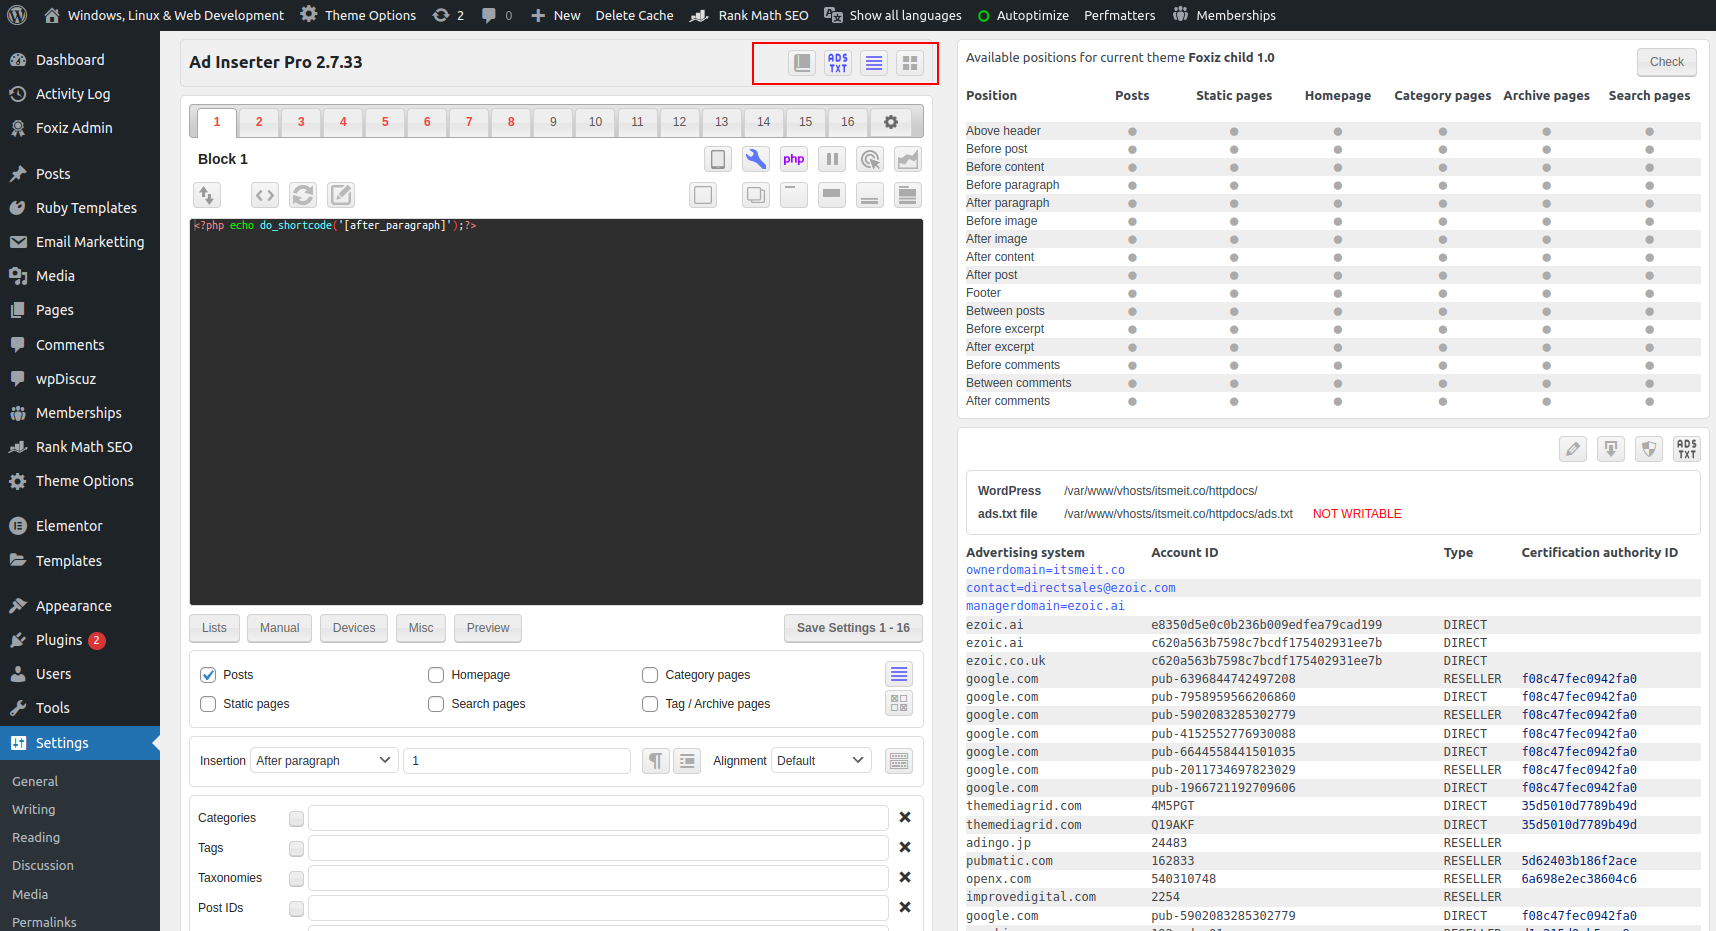 Windows, Linux & Web Development
Theme Options
2
0
New
Delete Cache
Rank Math SEO
Show all languages
Autoptimize
Perfmatters
Memberships
Dashboard
Activity Log
Foxiz Admin
Posts
Ruby Templates
Email Marketting
Media
Pages
Comments
wpDiscuz
Memberships
Rank Math SEO
Theme Options
Elementor
Templates
Appearance
Plugins 2
Users
Tools
Settings
General
Writing
Reading
Discussion
Media
Permalinks
Ad Inserter Pro 2.7.33
ADS TXT
1 2 3 4 5 6 7 8 9 10 11 12 13 14 15 16
Block 1
php
<?php echo do_shortcode('[after_paragraph]');?>
Lists Manual Devices Misc Preview Save Settings 1 - 16
Posts Homepage Category pages
Static pages Search pages Tag / Archive pages
Insertion After paragraph 1 Alignment Default
Categories
Tags
Taxonomies
Post IDs
Available positions for current theme Foxiz child 1.0
Check
Position Posts Static pages Homepage Category pages Archive pages Search pages
Above header
Before post
Before content
Before paragraph
After paragraph
Before image
After image
After content
After post
Footer
Between posts
Before excerpt
After excerpt
Before comments
Between comments
After comments
ADS TXT
WordPress /var/www/vhosts/itsmeit.co/httpdocs/
ads.txt file /var/www/vhosts/itsmeit.co/httpdocs/ads.txt NOT WRITABLE
Advertising system Account ID Type Certification authority ID
ownerdomain=itsmeit.co
contact=directsales@ezoic.com
managerdomain=ezoic.ai
ezoic.ai e8350d5e0c0b236b009edfea79cad199 DIRECT
ezoic.ai c620a563b7598c7bcdf175402931ee7b DIRECT
ezoic.co.uk c620a563b7598c7bcdf175402931ee7b DIRECT
google.com pub-6396844742497208 RESELLER f08c47fec0942fa0
google.com pub-7958959566206860 DIRECT f08c47fec0942fa0
google.com pub-5902083285302779 RESELLER f08c47fec0942fa0
google.com pub-4152552776930088 DIRECT f08c47fec0942fa0
google.com pub-6644558441501035 DIRECT f08c47fec0942fa0
google.com pub-2011734697823029 RESELLER f08c47fec0942fa0
google.com pub-1966721192709606 DIRECT f08c47fec0942fa0
themediagrid.com 4M5PGT DIRECT 35d5010d7789b49d
themediagrid.com Q19AKF DIRECT 35d5010d7789b49d
adingo.jp 24483 RESELLER
pubmatic.com 162833 RESELLER 5d62403b186f2ace
openx.com 540310748 RESELLER 6a698e2ec38604c6
improvedigital.com 2254 RESELLER
google.com pub-5902083285302779 DIRECT f08c47fec0942fa0